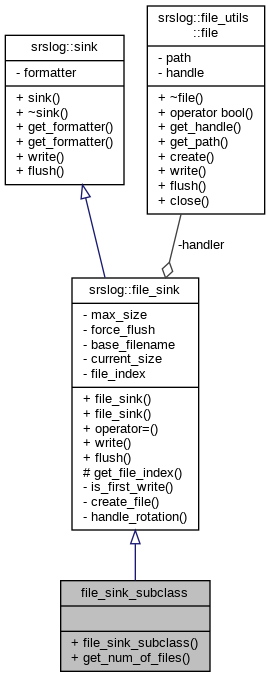 srslog::sink
- formatter
+ sink()
+ ~sink()
+ get_formatter()
+ get_formatter()
+ write()
+ flush()
srslog::file_utils
::file
- path
- handle
+ ~file()
+ operator bool()
+ get_handle()
+ get_path()
+ create()
+ write()
+ flush()
+ close()
-handler
srslog::file_sink
- max_size
- force_flush
- base_filename
- current_size
- file_index
+ file_sink()
+ file_sink()
+ operator=()
+ write()
+ flush()
# get_file_index()
- is_first_write()
- create_file()
- handle_rotation()
file_sink_subclass
+ file_sink_subclass()
+ get_num_of_files()